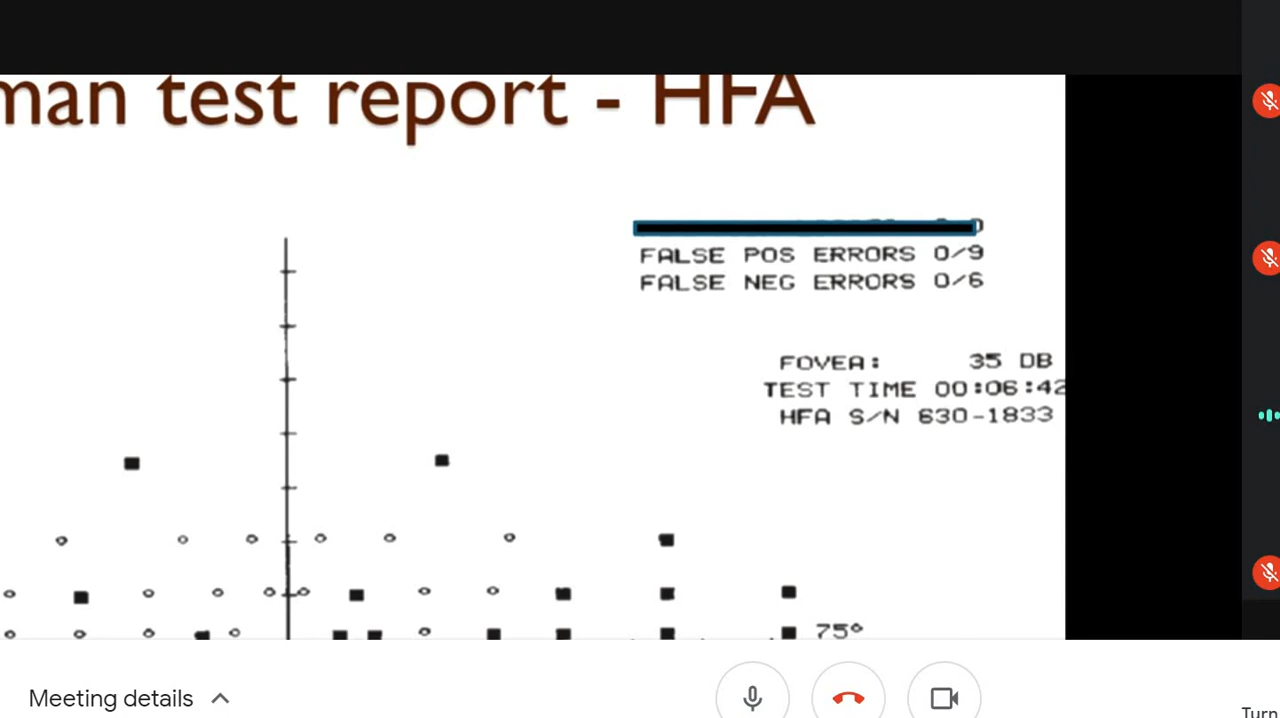 man test report - HFA
FALSE POS ERRORS 0/9
FALSE NEG ERRORS 0/6
FOVEA: 35 DB
TEST TIME 00:06:42
HFA S/N 630-1833
75°
Meeting details
Turn